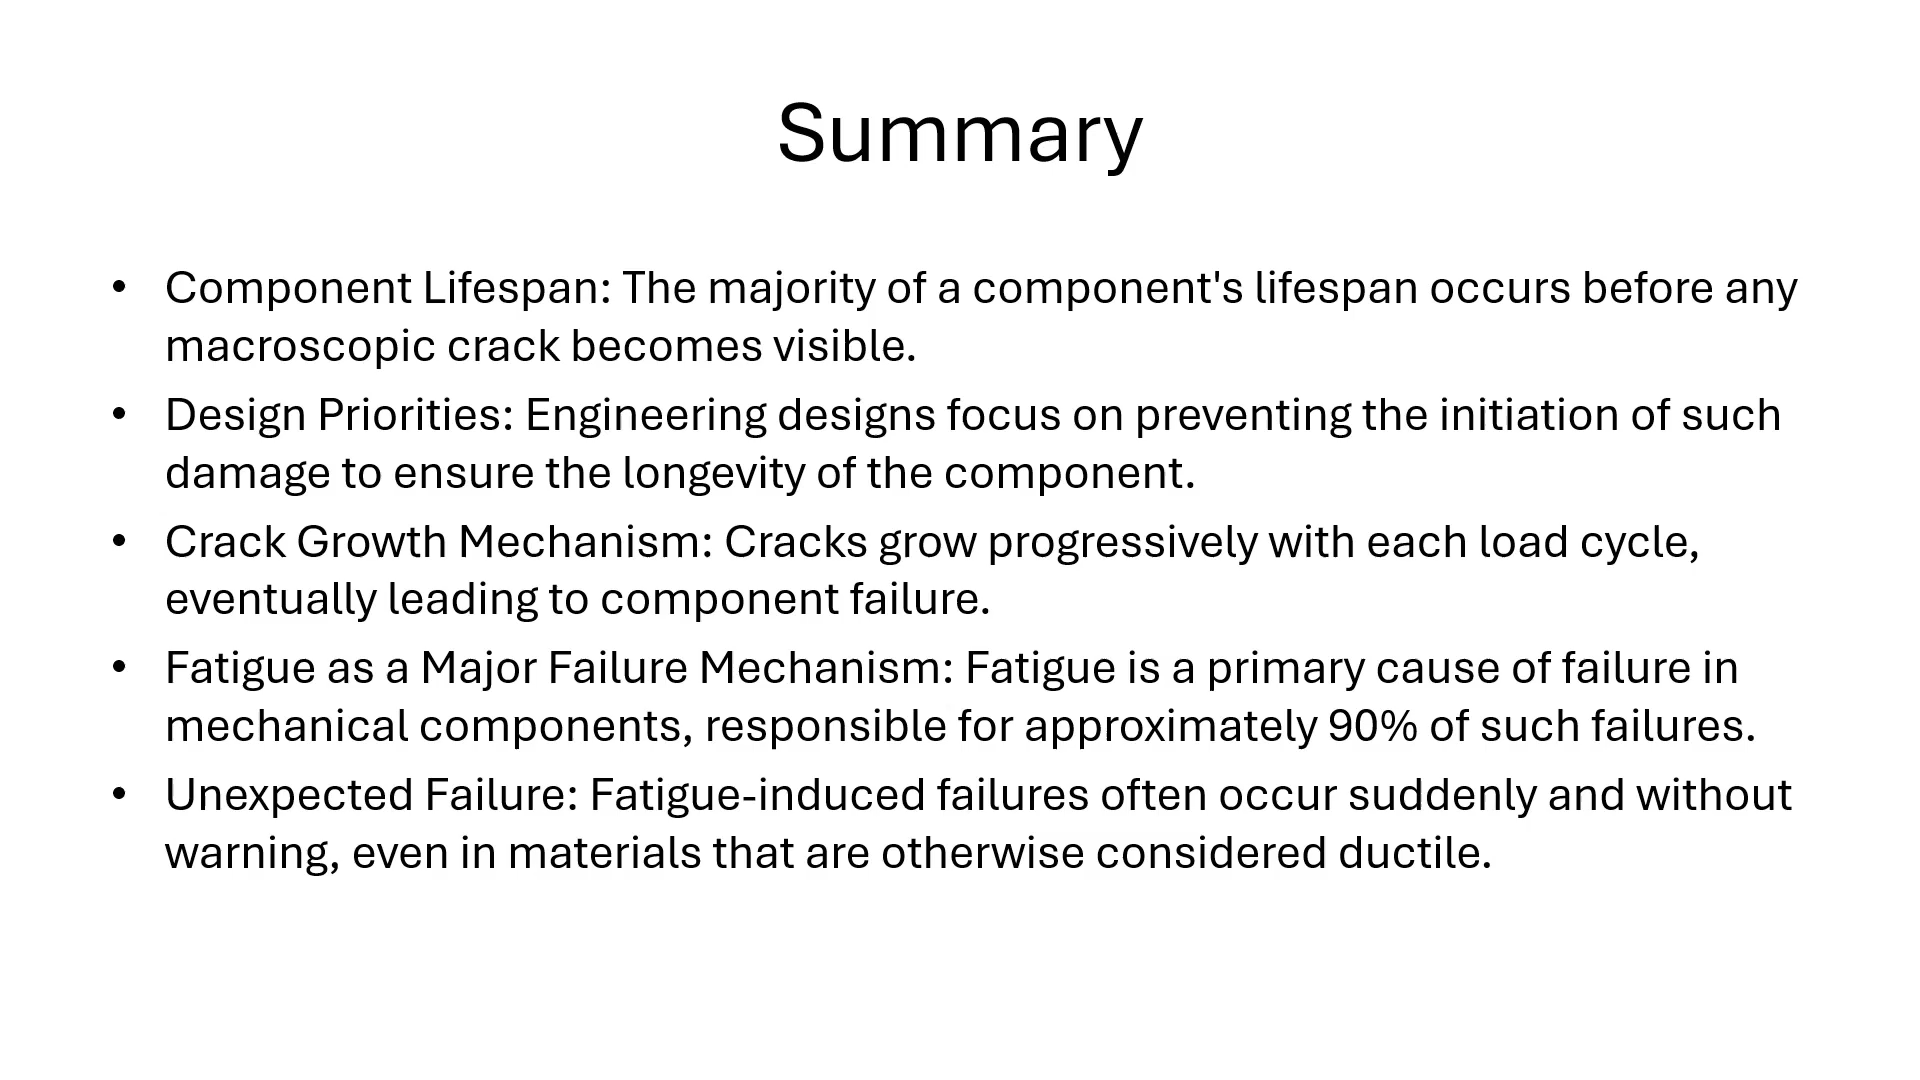 Summary
• Component Lifespan: The majority of a component's lifespan occurs before any
macroscopic crack becomes visible.
• Design Priorities: Engineering designs focus on preventing the initiation of such
damage to ensure the longevity of the component.
• Crack Growth Mechanism: Cracks grow progressively with each load cycle,
eventually leading to component failure.
• Fatigue as a Major Failure Mechanism: Fatigue is a primary cause of failure in
mechanical components, responsible for approximately 90% of such failures.
• Unexpected Failure: Fatigue-induced failures often occur suddenly and without
warning, even in materials that are otherwise considered ductile.